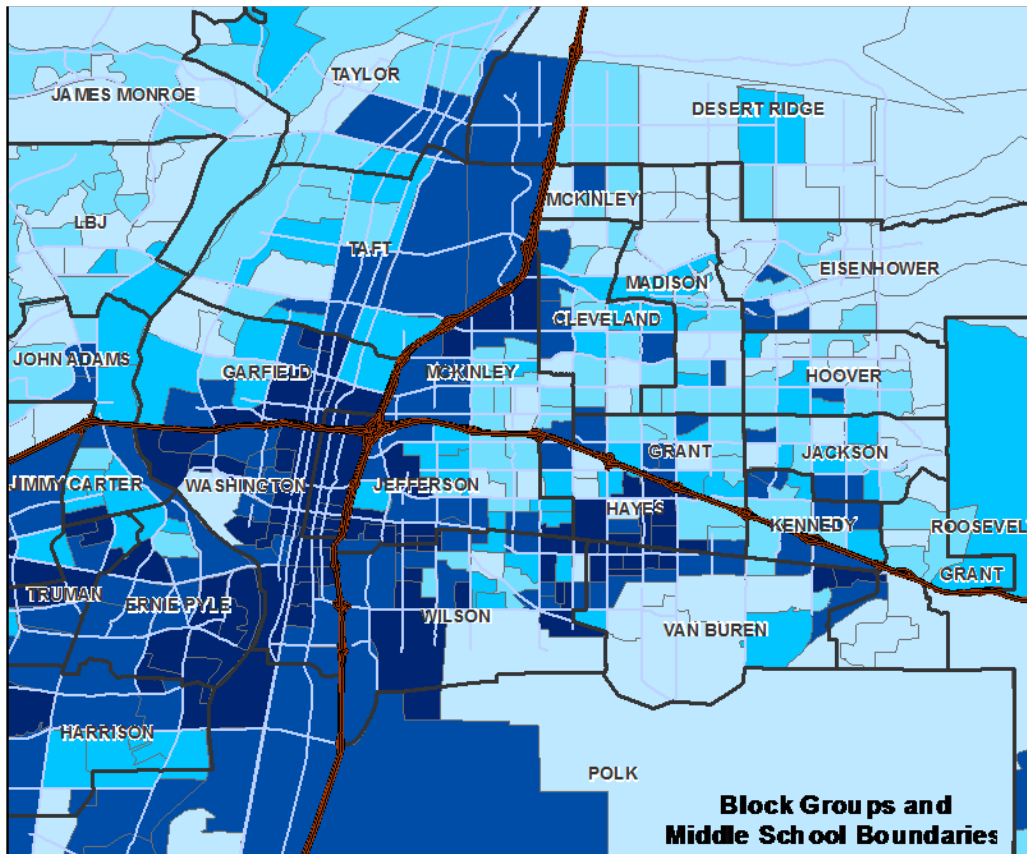 TAYLOR
JAMES MONROE
DESERT RIDGE
MCKINLEY
LBJ
TAFT
EISENHOWER
MADISON
CLEVELAND
JOHN ADAMS
GARFIELD
MCKINLEY
HOOVER
GRANT
JACKSON
JIMMY CARTER
WASHINGTON
JEFFERSON
HAYES
KENNEDY
ROOSEVEL
GRANT
TRUMAN
ERNIE PYLE
WILSON
VAN BUREN
HARRISON
POLK
Block Groups and
Middle School Boundaries